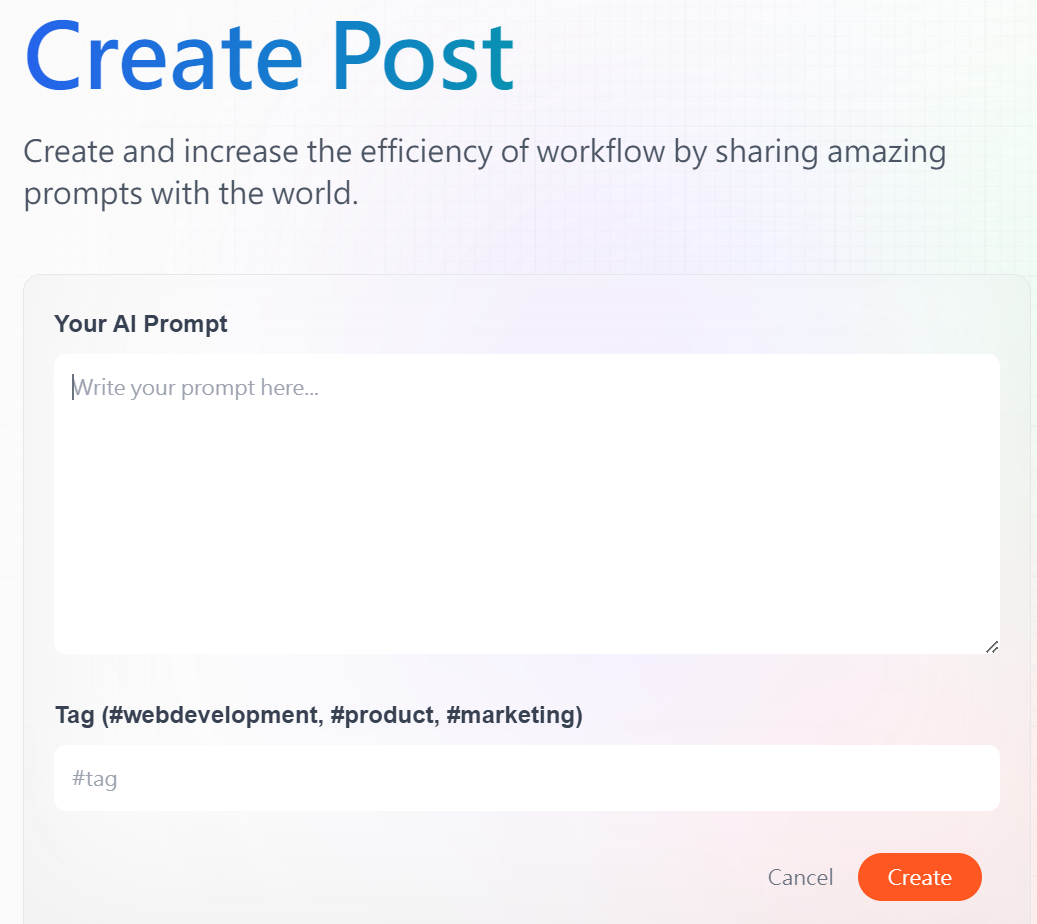 Create Post
Create and increase the efficiency of workflow by sharing amazing
prompts with the world.
Your AI Prompt
Write your prompt here...
Tag (#webdevelopment, #product, #marketing)
#tag
Cancel
Create